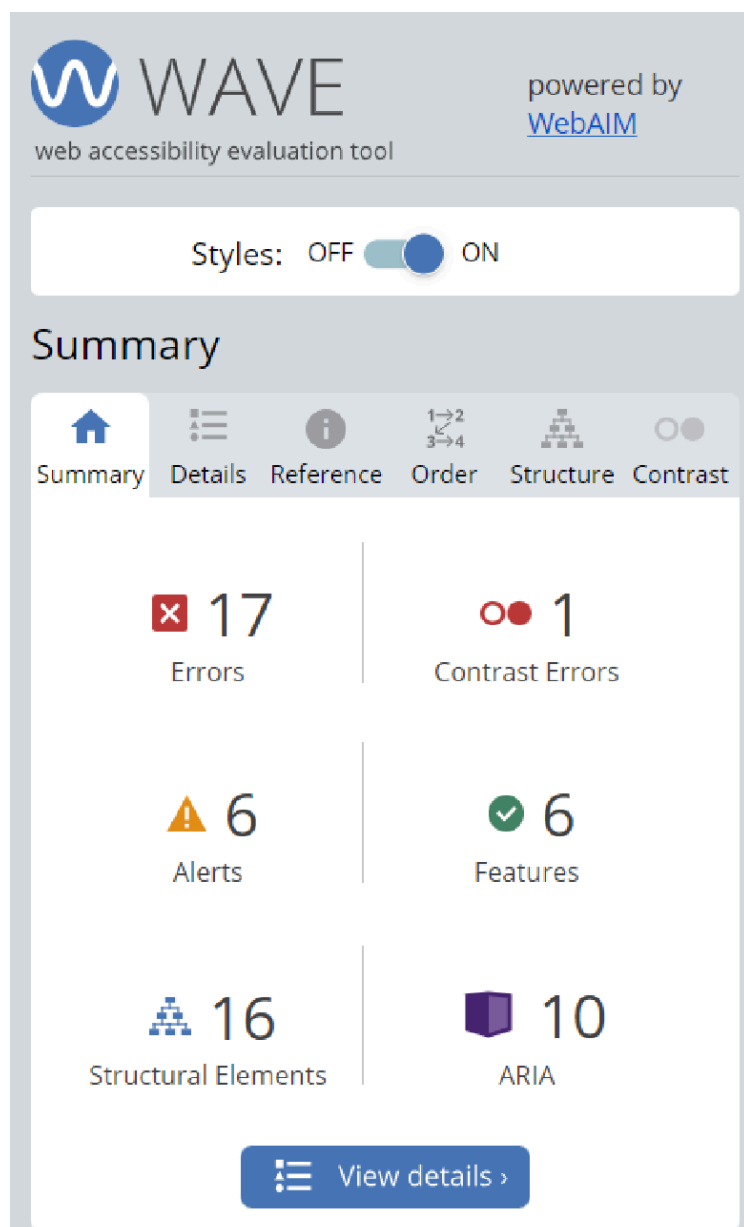 WAVE
powered by
WebAIM
web accessibility evaluation tool
Styles: OFF ON
Summary
1→2
3→4
Summary Details Reference Order Structure Contrast
17 1
Errors Contrast Errors
6 6
Alerts Features
16 10
Structural Elements ARIA
View details ›